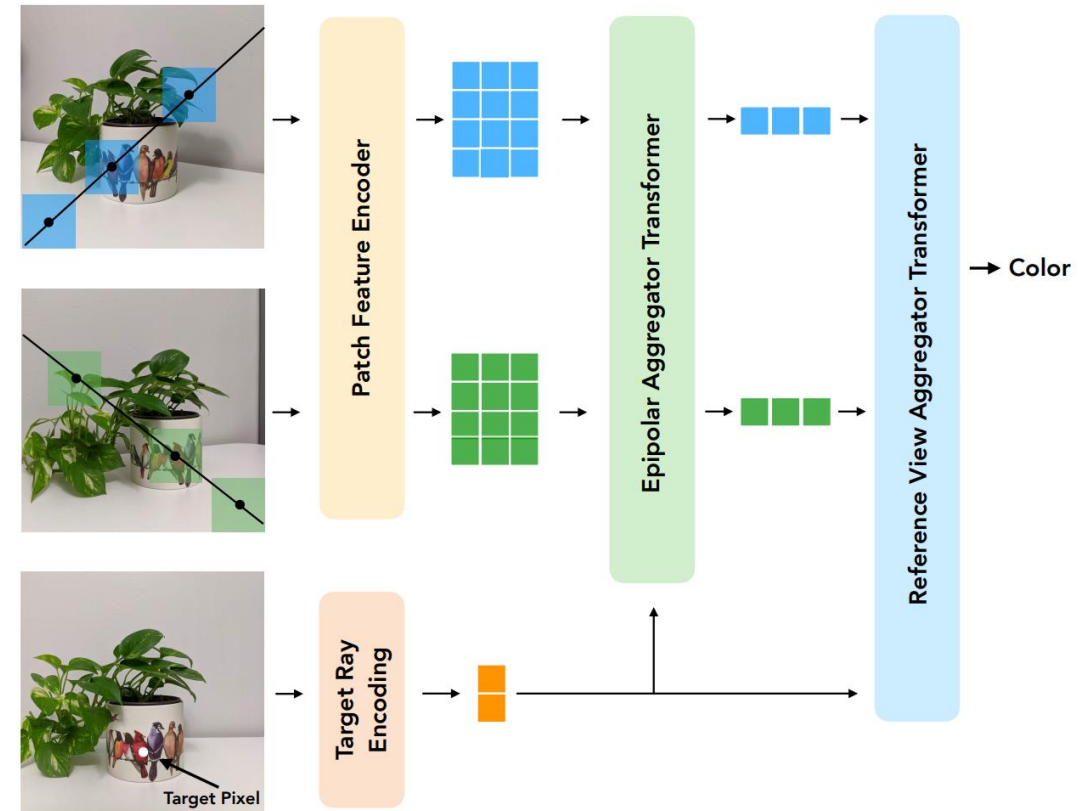 Patch Feature Encoder
Epipolar Aggregator Transformer
Reference View Aggregator Transformer
Color
Target Ray
Encoding
Target Pixel